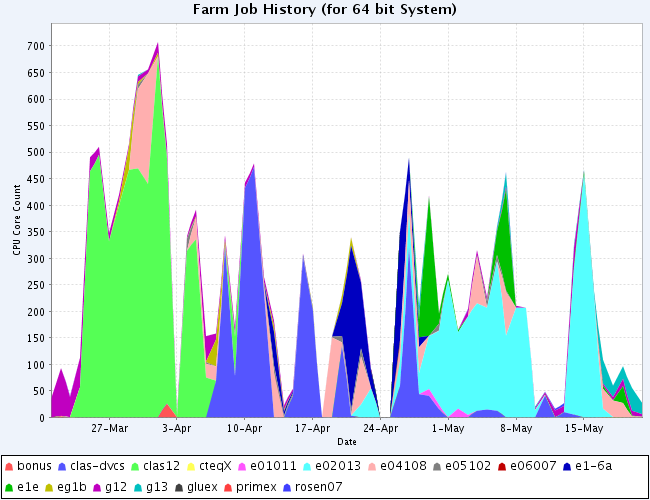 Farm Job History (for 64 bit System)
CPU Core Count
700
650
600
550
500
450
400
350
300
250
200
150
100
50
0
27-Mar 3-Apr 10-Apr 17-Apr 24-Apr 1-May 8-May 15-May
Date
bonus clas-dvcs clas12 cteqX e01011 e02013 e04108 e05102 e06007 e1-6a
e1e eg1b g12 g13 gluex primex rosen07